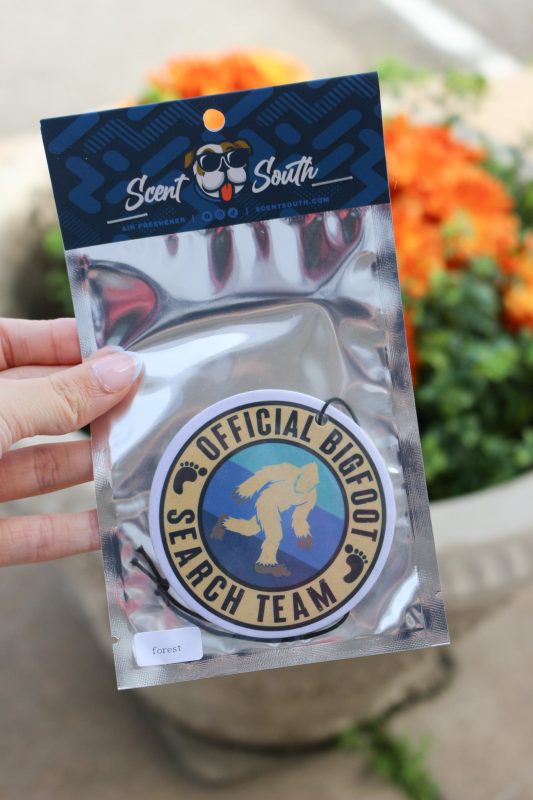 Scent South
AIR FRESHENER | | SCENTSOUTH.COM
OFFICIAL BIGFOOT
SEARCH TEAM
forest